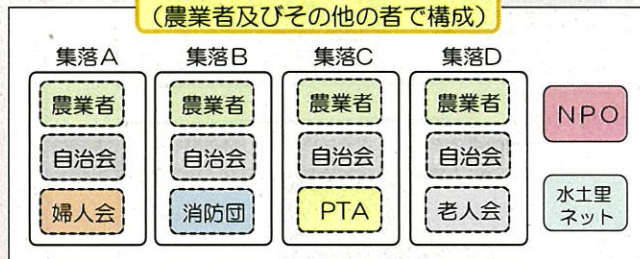 （農業者及びその他の者で構成）
集落A 集落B 集落C 集落D
農業者 農業者 農業者 農業者
自治会 自治会 自治会 自治会
婦人会 消防団 PTA 老人会
NPO
水土里
ネット